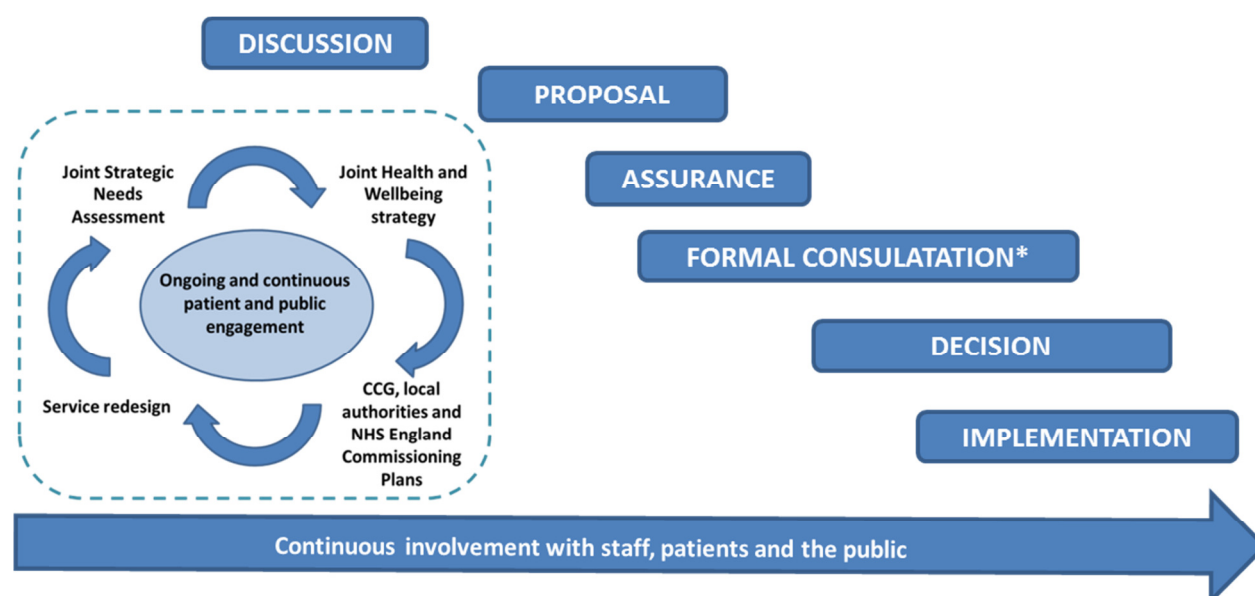 DISCUSSION
PROPOSAL
ASSURANCE
FORMAL CONSULATATION*
DECISION
IMPLEMENTATION
Joint Strategic
Needs
Assessment
Joint Health and
Wellbeing
strategy
Ongoing and continuous
patient and public
engagement
Service redesign
CCG, local
authorities and
NHS England
Commissioning
Plans
Continuous involvement with staff, patients and the public